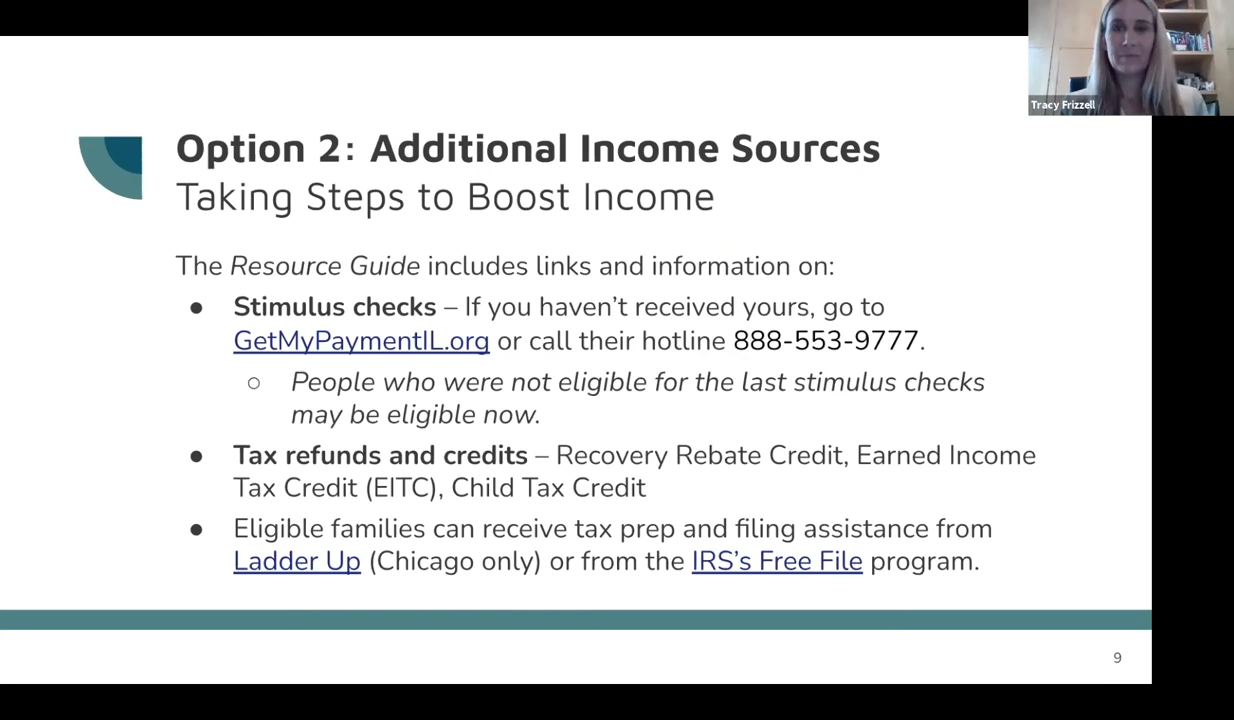 Tracy Frizzell
Option 2: Additional Income Sources
Taking Steps to Boost Income
The Resource Guide includes links and information on:
● Stimulus checks – If you haven’t received yours, go to
GetMyPaymentIL.org or call their hotline 888-553-9777.
○ People who were not eligible for the last stimulus checks
may be eligible now.
● Tax refunds and credits – Recovery Rebate Credit, Earned Income
Tax Credit (EITC), Child Tax Credit
● Eligible families can receive tax prep and filing assistance from
Ladder Up (Chicago only) or from the IRS’s Free File program.
9